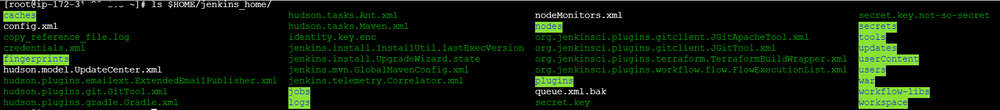 [root@ip-172-31- ~]# ls $HOME/jenkins_home/
caches hudson.tasks.Ant.xml nodeMonitors.xml secret.key.not-so-secret
config.xml hudson.tasks.Maven.xml nodes secrets
copy_reference_file.log identity.key.enc org.jenkinsci.plugins.gitclient.JGitApacheTool.xml tools
credentials.xml jenkins.install.InstallUtil.lastExecVersion org.jenkinsci.plugins.gitclient.JGitTool.xml updates
fingerprints jenkins.install.UpgradeWizard.state org.jenkinsci.plugins.terraform.TerraformBuildWrapper.xml userContent
hudson.model.UpdateCenter.xml jenkins.mvn.GlobalMavenConfig.xml org.jenkinsci.plugins.workflow.flow.FlowExecutionList.xml users
hudson.plugins.emailext.ExtendedEmailPublisher.xml jenkins.telemetry.Correlator.xml plugins war
hudson.plugins.git.GitTool.xml jobs queue.xml.bak workflow-libs
hudson.plugins.gradle.Gradle.xml logs secret.key workspace